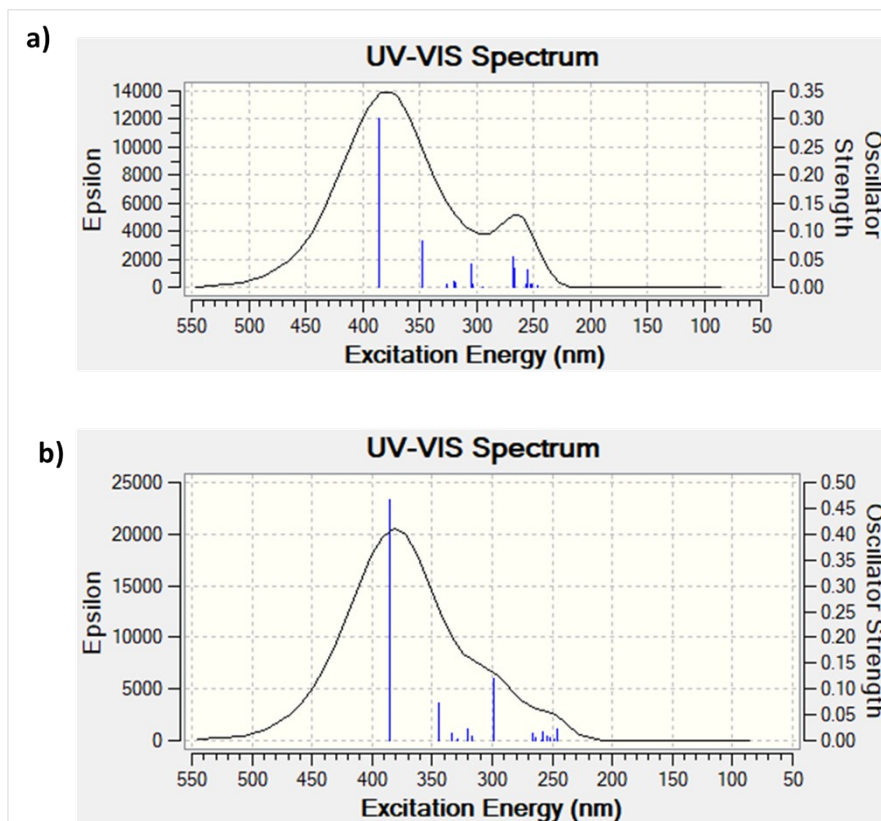 a)
UV-VIS Spectrum
14000
12000
10000
8000
6000
4000
2000
0
Epsilon
0.35
0.30
0.25
0.20
0.15
0.10
0.05
0.00
Oscillator
Strength
550 500 450 400 350 300 250 200 150 100 50
Excitation Energy (nm)
b)
UV-VIS Spectrum
25000
20000
15000
10000
5000
0
Epsilon
0.50
0.45
0.40
0.35
0.30
0.25
0.20
0.15
0.10
0.05
0.00
Oscillator Strength
550 500 450 400 350 300 250 200 150 100 50
Excitation Energy (nm)